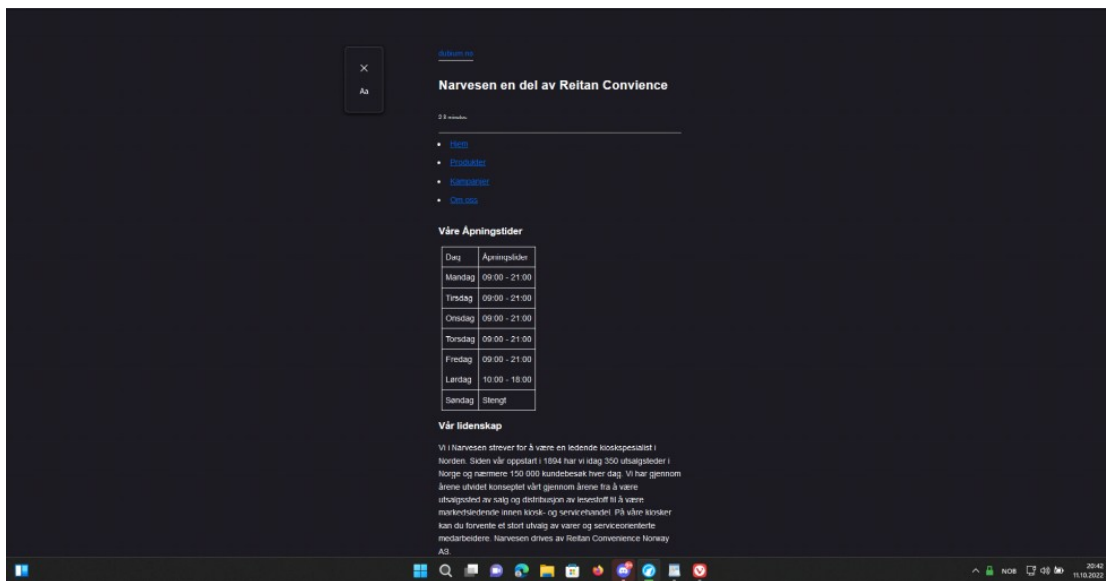 Aa
Narvesen en del av Reitan Convience
minutes
Hjem
Produkter
Kampanjer
Om oss
Våre Åpningstider
Dag Åpningstider
Mandag 09:00 - 21:00
Tirsdag 09:00 - 21:00
Onsdag 09:00 - 21:00
Torsdag 09:00 - 21:00
Fredag 09:00 - 21:00
Lørdag 10:00 - 18:00
Søndag Stengt
Vår lidenskap
Vi i Narvesen strever for å være en ledende kioskspesialist i
Norden. Siden vår oppstart i 1894 har vi idag 350 utsalgsteder i
Norge og nærmere 150 000 kundebesøk hver dag. Vi har gjennom
årene utvidet konseptet vårt gjennom årene fra å være
utsalgssted av salg og distribusjon av lesestoff til å være
markedsledende innen kiosk- og servicehandel. På våre kiosker
kan du forvente et stort utvalg av varer og serviceorienterte
medarbeidere. Narvesen drives av Reitan Convenience Norway
AS.
NOB
20:42
11.10.2022